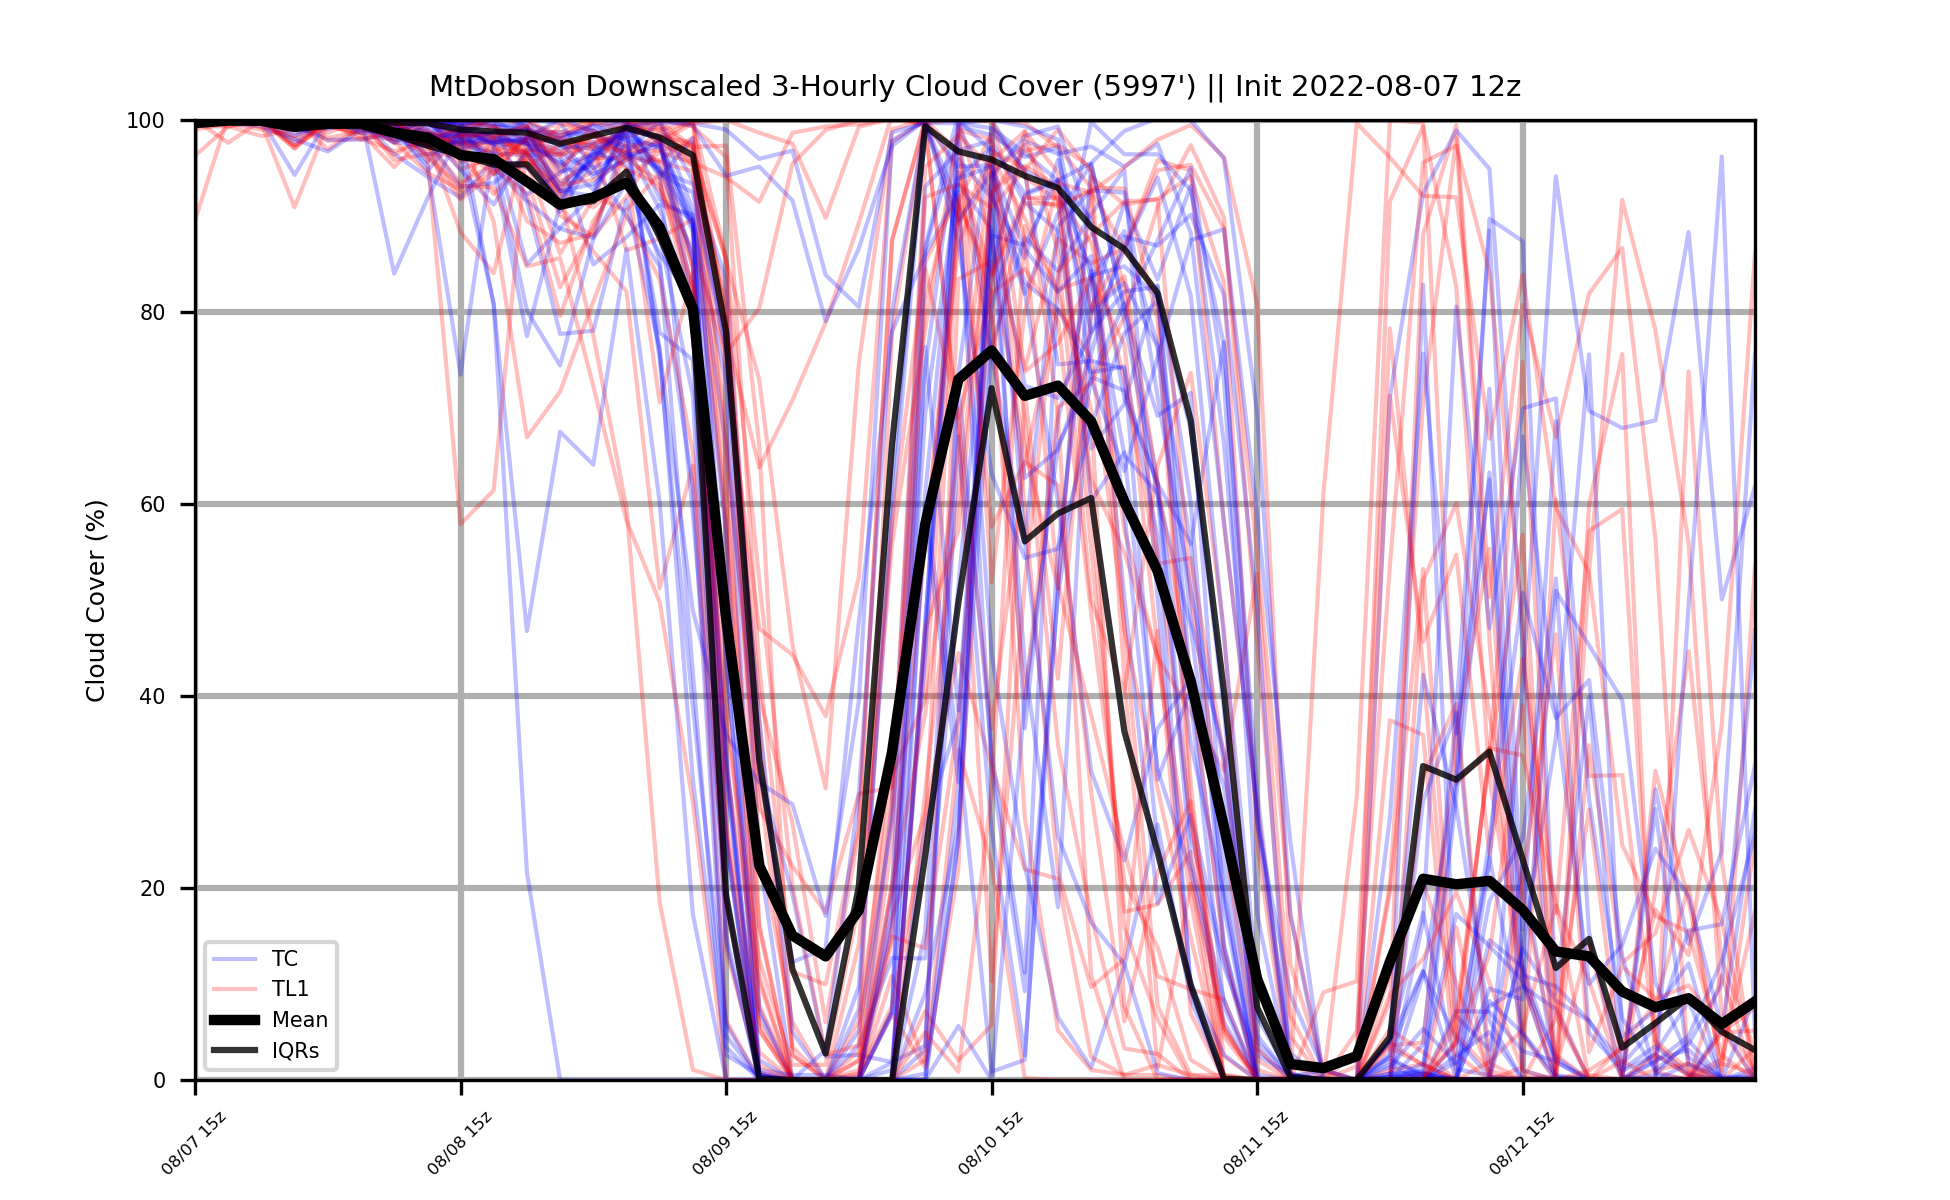 MtDobson Downscaled 3-Hourly Cloud Cover (5997') || Init 2022-08-07 12z
Cloud Cover (%)
100
80
60
40
20
0
TC
TL1
Mean
IQRs
08/07 15z
08/08 15z
08/09 15z
08/10 15z
08/11 15z
08/12 15z